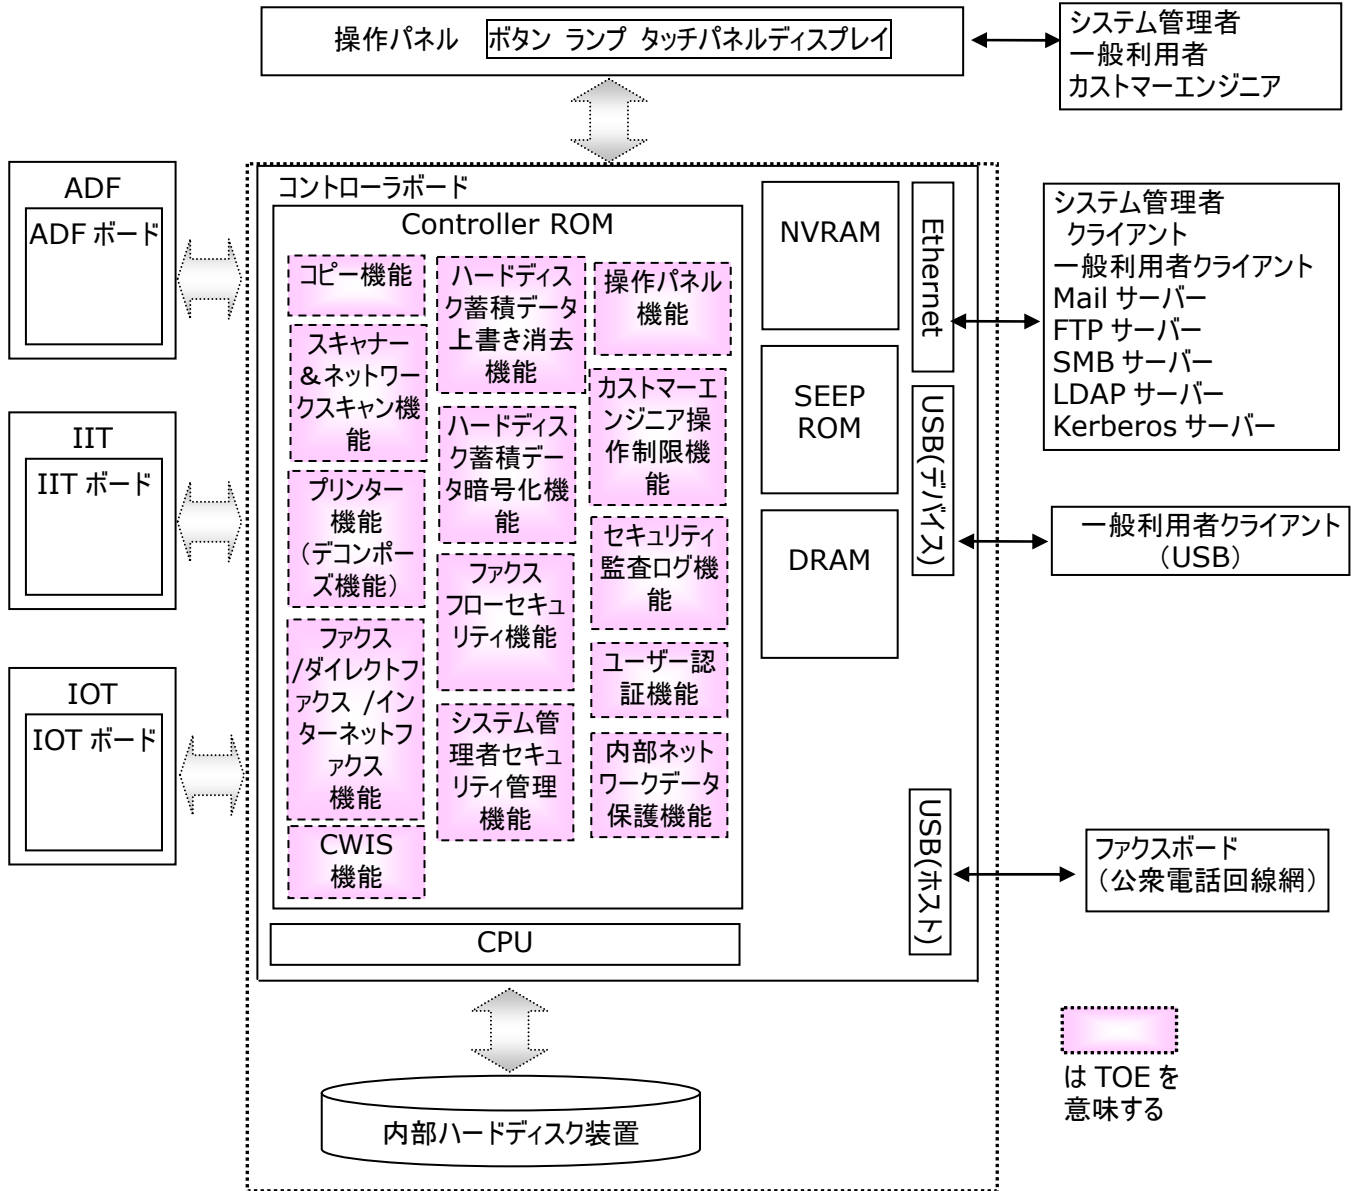 操作パネル ボタン ランプ タッチパネルディスプレイ
システム管理者
一般利用者
カストマーエンジニア
ADF
ADF ボード
IIT
IIT ボード
IOT
IOT ボード
コントローラボード
Controller ROM
コピー機能
スキャナー
&ネットワー
クスキャン機
能
プリンター
機能
(デコンポー
ズ機能)
ファクス
/ダイレクトフ
ァクス /イン
ターネットフ
ァクス
機能
CWIS
機能
ハードディス
ク蓄積データ
上書き消去
機能
ハードディス
ク蓄積デー
タ暗号化機
能
ファクス
フローセキュ
リティ機能
システム管
理者セキュ
リティ管理
機能
操作パネル
機能
カストマーエ
ンジニア操
作制限機
能
セキュリティ
監査ログ機
能
ユーザー認
証機能
内部ネット
ワークデータ
保護機能
CPU
NVRAM
SEEP
ROM
DRAM
Ethernet
USB(デバイス)
USB(ホスト)
システム管理者
クライアント
一般利用者クライアント
Mail サーバー
FTP サーバー
SMB サーバー
LDAP サーバー
Kerberos サーバー
一般利用者クライアント
(USB)
ファクスボード
(公衆電話回線網)
内部ハードディスク装置
は TOE を
意味する